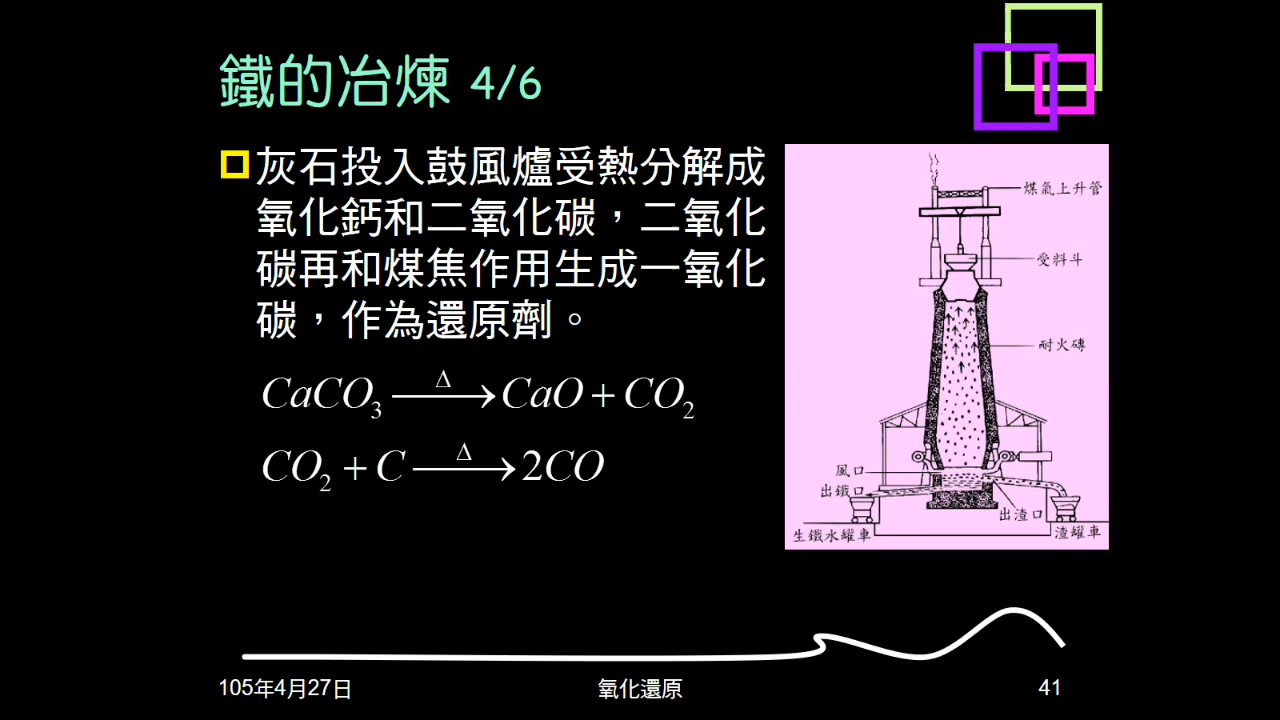 鐵的冶煉 4/6
灰石投入鼓風爐受熱分解成
氧化鈣和二氧化碳,二氧化
碳再和煤焦作用生成一氧化
碳,作為還原劑。
CaCO₃ —Δ→ CaO + CO₂
CO₂ + C —Δ→ 2CO
煤氣上升管
受料斗
耐火磚
風口
出鐵口
出渣口
生鐵水罐車
渣罐車
105年4月27日
氧化還原
41